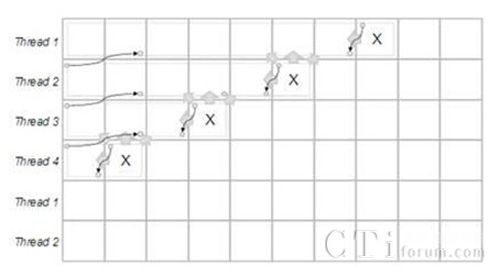 Thread 1
X
Thread 2
X
Thread 3
X
Thread 4
X
Thread 1
Thread 2
CTiforum.com